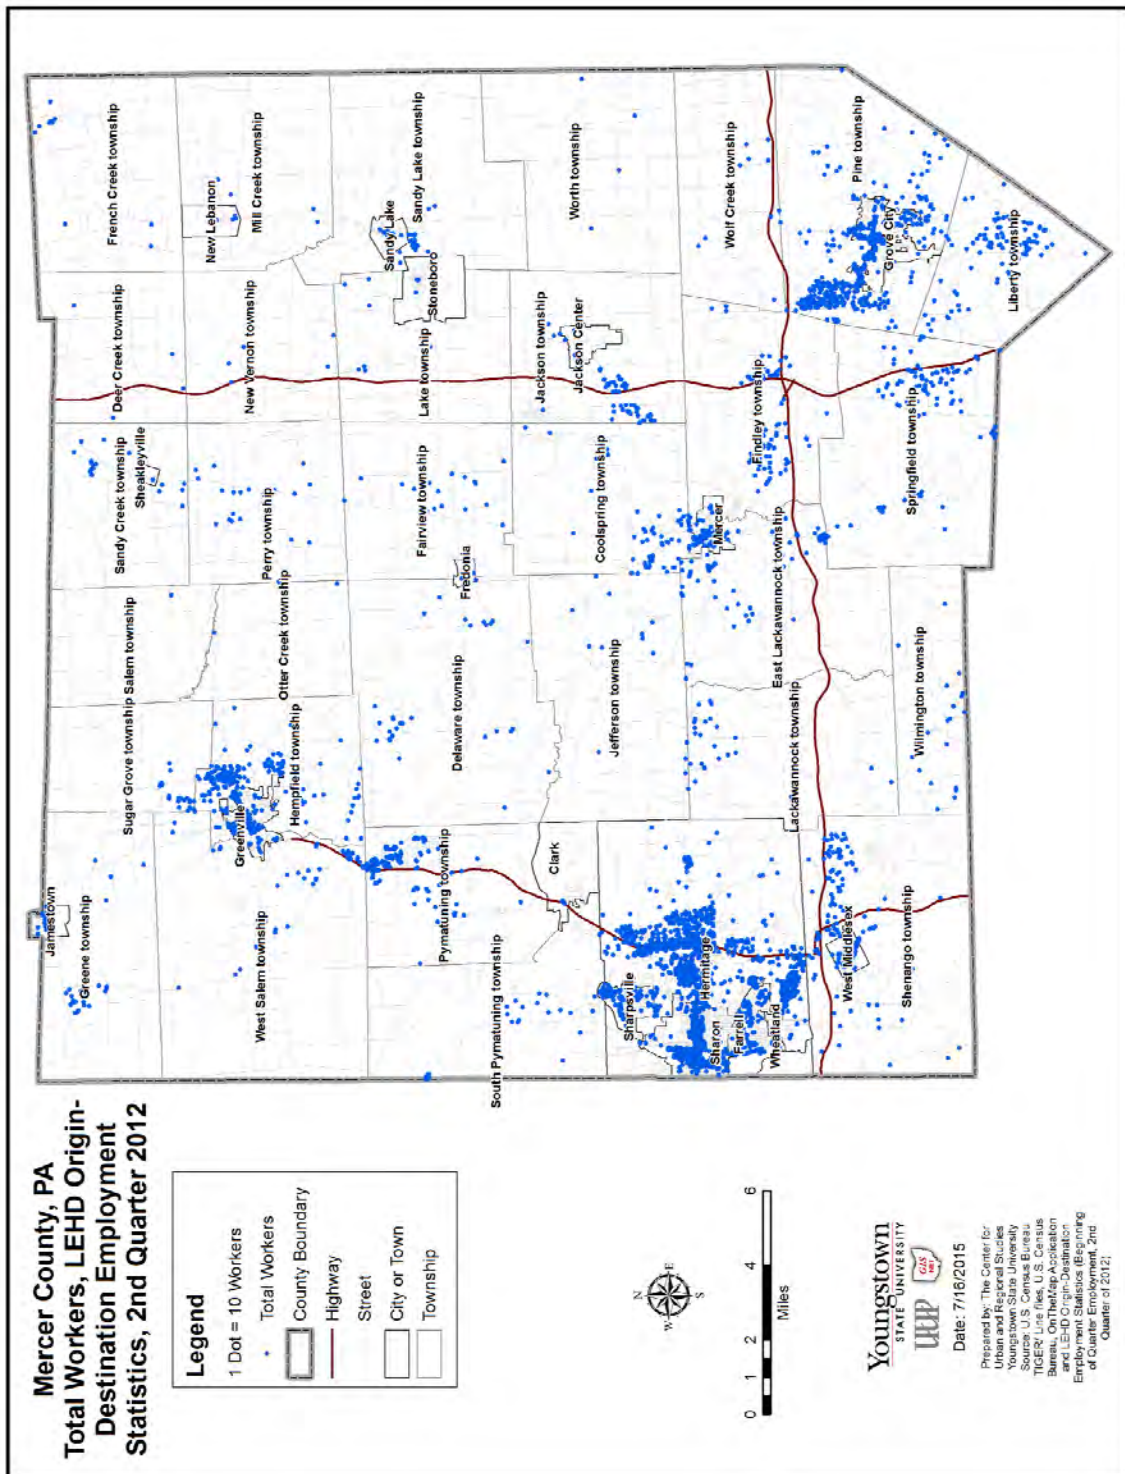 Mercer County, PA
Total Workers, LEHD Origin-
Destination Employment
Statistics, 2nd Quarter 2012
Legend
1 Dot = 10 Workers
Total Workers
County Boundary
Highway
Street
City or Town
Township
N
W
E
S
0 1 2 4 6
Miles
Youngstown
STATE UNIVERSITY
GIS
Date: 7/16/2015
Prepared by: The Center for
Urban and Regional Studies
Youngstown State University
Source: U.S. Census Bureau
TIGER/ Line files, U.S. Census
Bureau, OnTheMap Application
and LEHD Origin-Destination
Employment Statistics (Beginning
of Quarter Employment, 2nd
Quarter of 2012)
Jamestown
Greene township
Sugar Grove township
Salem township
Sandy Creek township
Sheakleyville
Deer Creek township
French Creek township
West Salem township
Greenville
Hempfield township
Otter Creek township
Perry township
New Vernon township
New Lebanon
Mill Creek township
Pymatuning township
South Pymatuning township
Delaware township
Fredonia
Fairview township
Lake township
Stoneboro
Sandy Lake
Sandy Lake township
Clark
Jefferson township
Coolspring township
Jackson township
Jackson Center
Worth township
Sharpsville
Hermitage
Sharon
Farrell
Wheatland
Lackawannock township
East Lackawannock township
Mercer
Findley township
Wolf Creek township
West Middlesex
Shenango township
Wilmington township
Springfield township
Grove City
Pine township
Liberty township